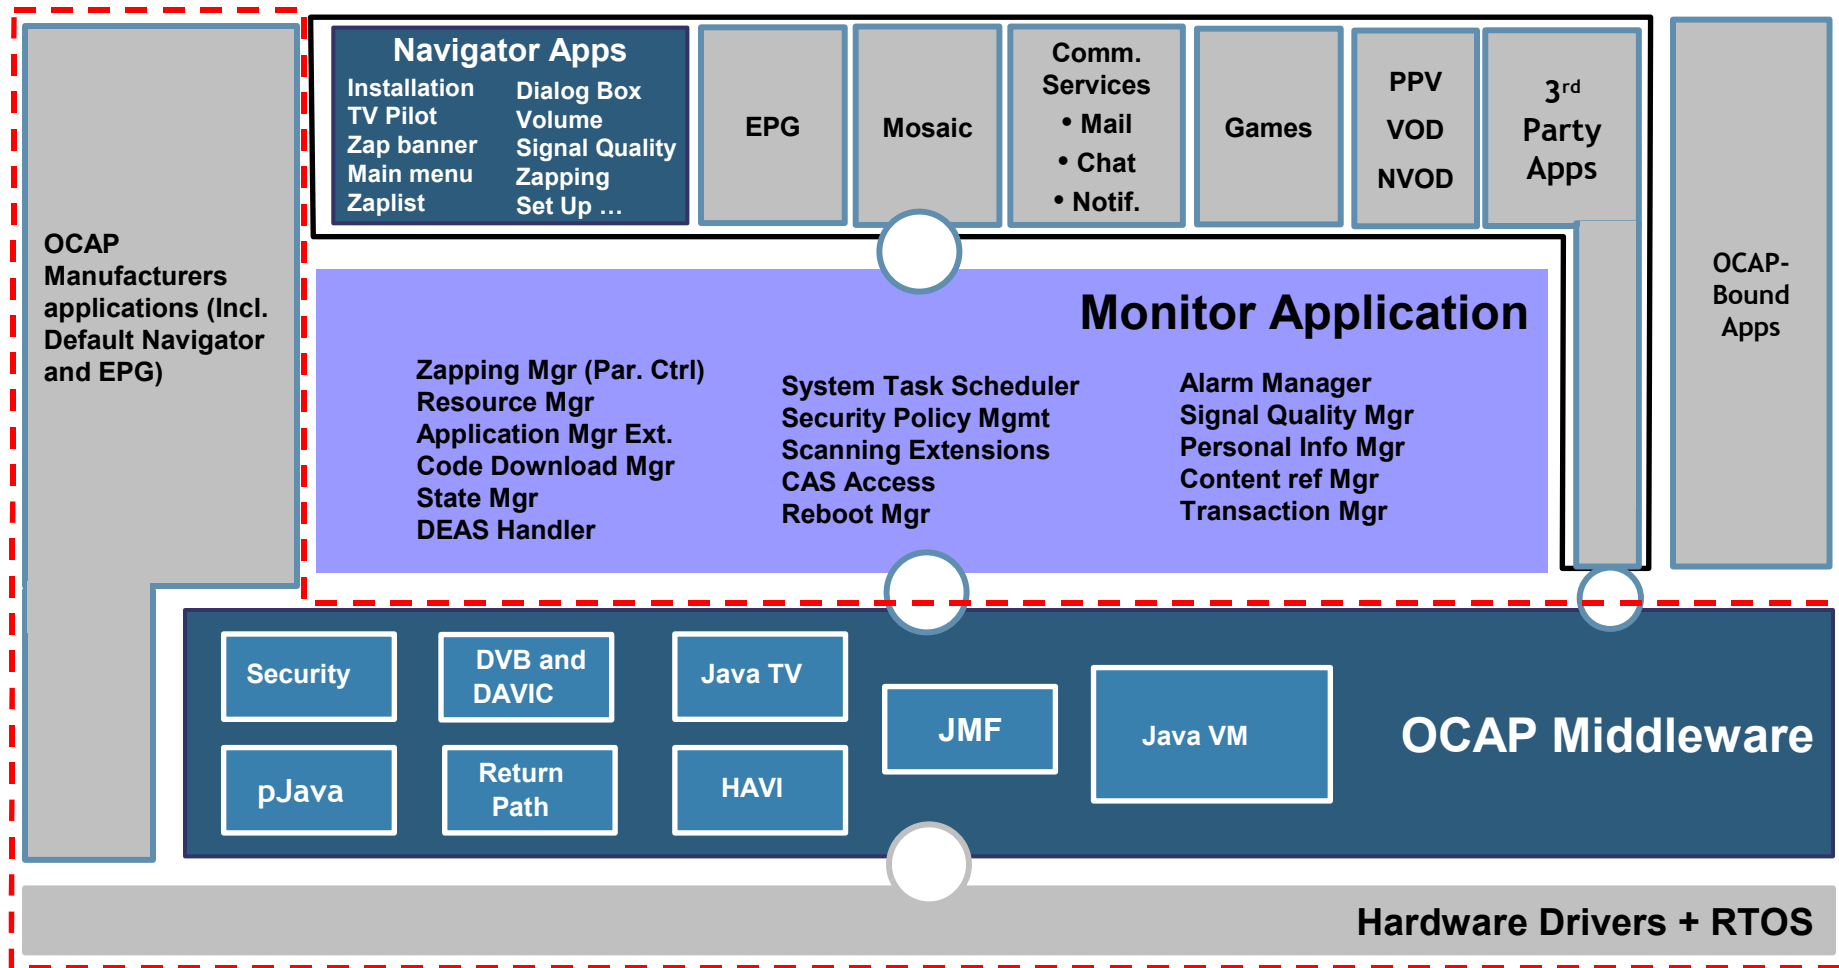 OCAP
Manufacturers
applications (Incl.
Default Navigator
and EPG)
Navigator Apps
Installation
TV Pilot
Zap banner
Main menu
Zaplist
Dialog Box
Volume
Signal Quality
Zapping
Set Up ...
EPG
Mosaic
Comm.
Services
• Mail
• Chat
• Notif.
Games
PPV
VOD
NVOD
3rd
Party
Apps
OCAP-
Bound
Apps
Monitor Application
Zapping Mgr (Par. Ctrl)
Resource Mgr
Application Mgr Ext.
Code Download Mgr
State Mgr
DEAS Handler
System Task Scheduler
Security Policy Mgmt
Scanning Extensions
CAS Access
Reboot Mgr
Alarm Manager
Signal Quality Mgr
Personal Info Mgr
Content ref Mgr
Transaction Mgr
Security
DVB and
DAVIC
Java TV
JMF
Java VM
OCAP Middleware
pJava
Return
Path
HAVI
Hardware Drivers + RTOS